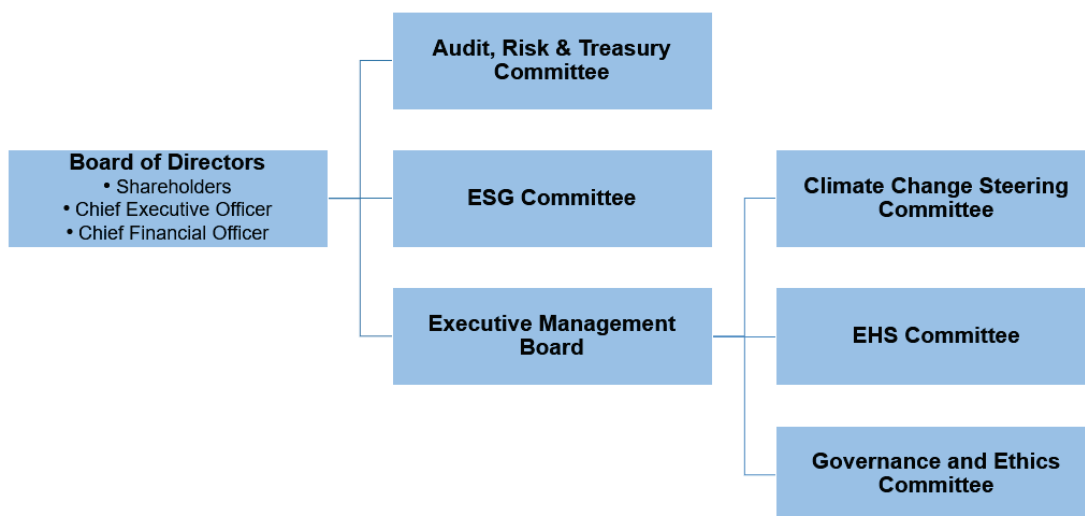 Audit, Risk & Treasury
Committee
Board of Directors
• Shareholders
• Chief Executive Officer
• Chief Financial Officer
ESG Committee
Climate Change Steering
Committee
Executive Management
Board
EHS Committee
Governance and Ethics
Committee